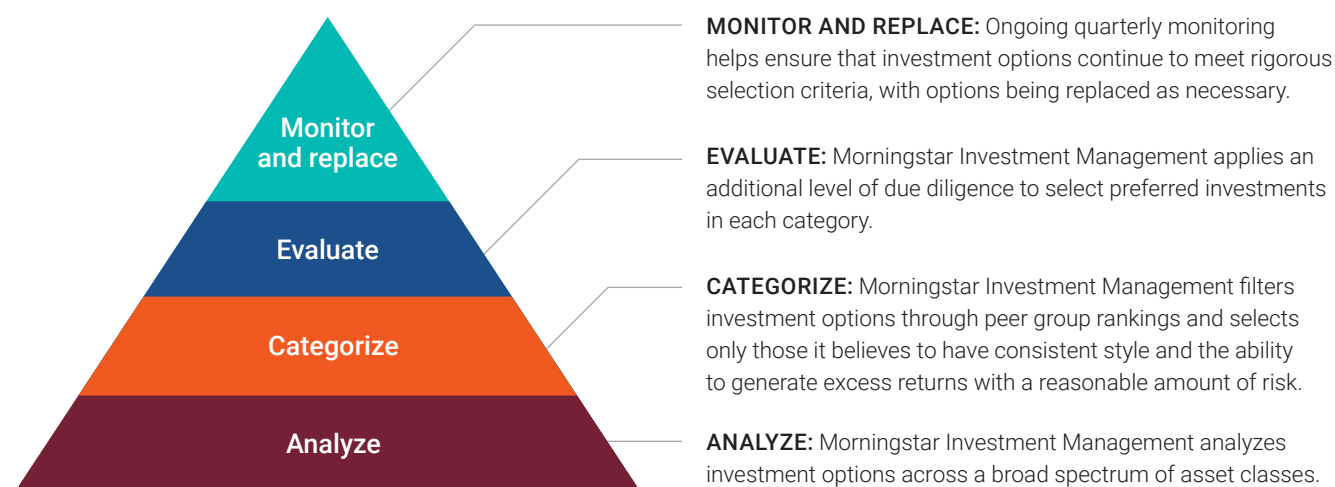 Monitor
and replace
Evaluate
Categorize
Analyze
MONITOR AND REPLACE: Ongoing quarterly monitoring
helps ensure that investment options continue to meet rigorous
selection criteria, with options being replaced as necessary.
EVALUATE: Morningstar Investment Management applies an
additional level of due diligence to select preferred investments
in each category.
CATEGORIZE: Morningstar Investment Management filters
investment options through peer group rankings and selects
only those it believes to have consistent style and the ability
to generate excess returns with a reasonable amount of risk.
ANALYZE: Morningstar Investment Management analyzes
investment options across a broad spectrum of asset classes.